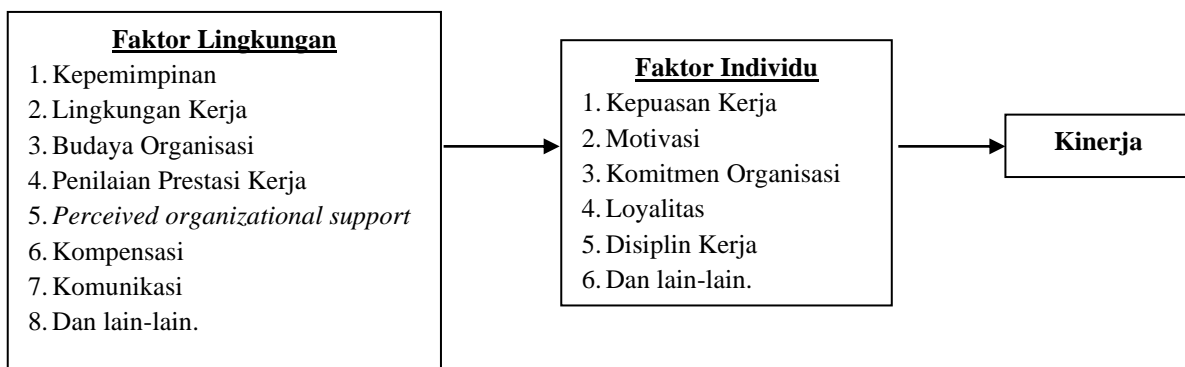 Faktor Lingkungan
1. Kepemimpinan
2. Lingkungan Kerja
3. Budaya Organisasi
4. Penilaian Prestasi Kerja
5. Perceived organizational support
6. Kompensasi
7. Komunikasi
8. Dan lain-lain.
Faktor Individu
1. Kepuasan Kerja
2. Motivasi
3. Komitmen Organisasi
4. Loyalitas
5. Disiplin Kerja
6. Dan lain-lain.
Kinerja